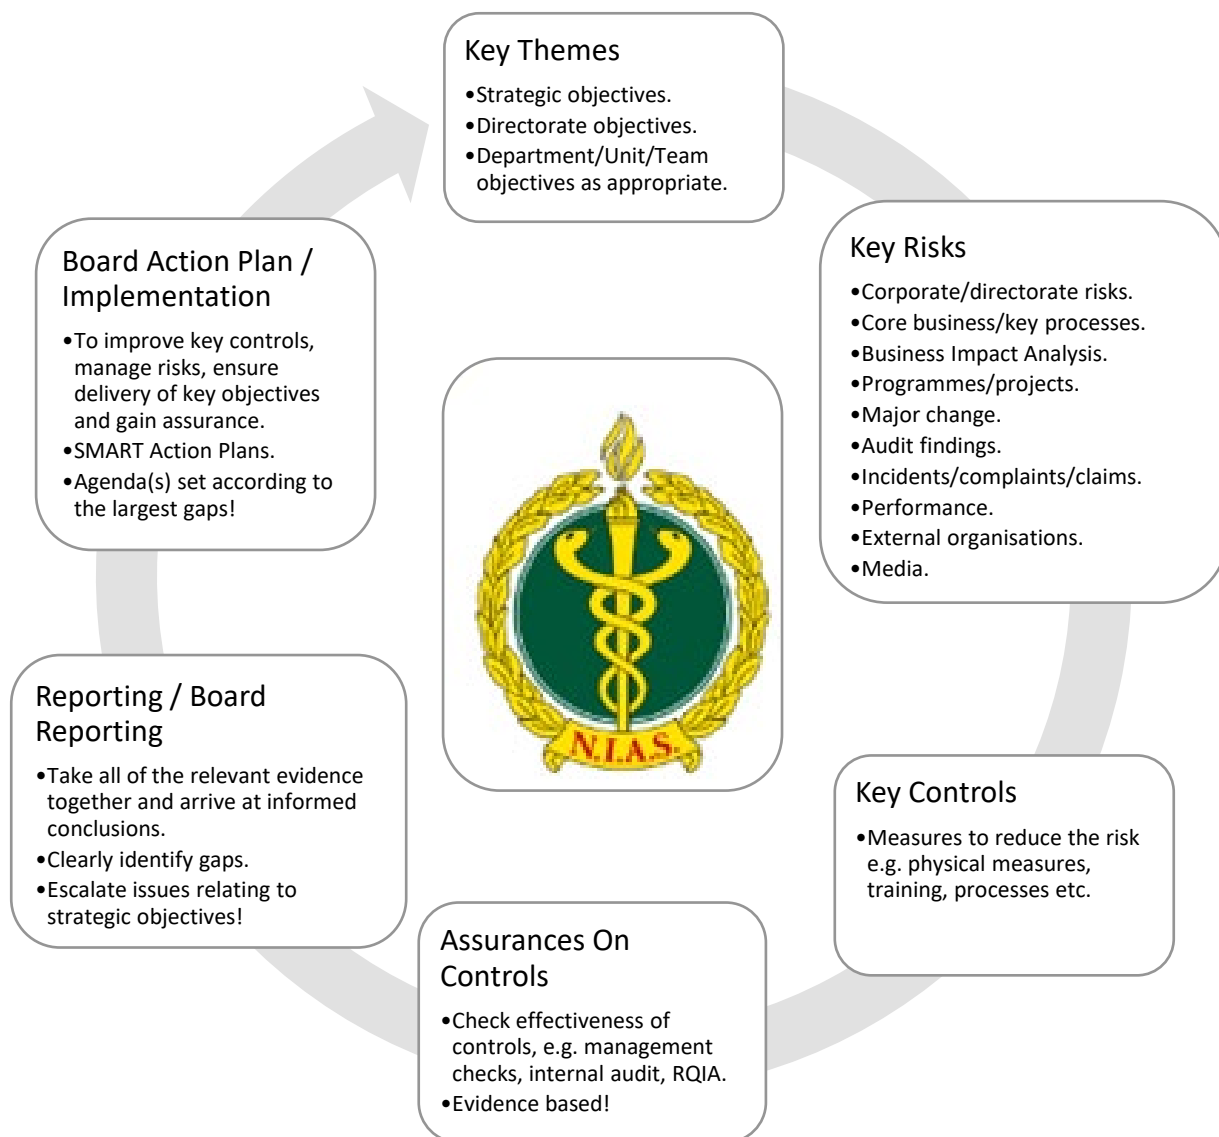 Key Themes
•Strategic objectives.
•Directorate objectives.
•Department/Unit/Team
objectives as appropriate.
Key Risks
•Corporate/directorate risks.
•Core business/key processes.
•Business Impact Analysis.
•Programmes/projects.
•Major change.
•Audit findings.
•Incidents/complaints/claims.
•Performance.
•External organisations.
•Media.
Key Controls
•Measures to reduce the risk
e.g. physical measures,
training, processes etc.
Assurances On
Controls
•Check effectiveness of
controls, e.g. management
checks, internal audit, RQIA.
•Evidence based!
Reporting / Board
Reporting
•Take all of the relevant evidence
together and arrive at informed
conclusions.
•Clearly identify gaps.
•Escalate issues relating to
strategic objectives!
Board Action Plan /
Implementation
•To improve key controls,
manage risks, ensure
delivery of key objectives
and gain assurance.
•SMART Action Plans.
•Agenda(s) set according to
the largest gaps!
N.I.A.S.